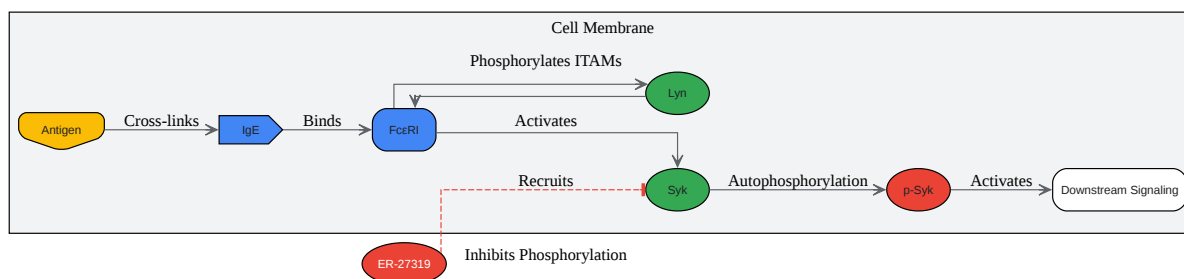 Cell Membrane
Phosphorylates ITAMs
Lyn
Antigen
Cross-links
IgE
Binds
FcεRI
Activates
Recruits
Syk
Autophosphorylation
p-Syk
Activates
Downstream Signaling
ER-27319
Inhibits Phosphorylation